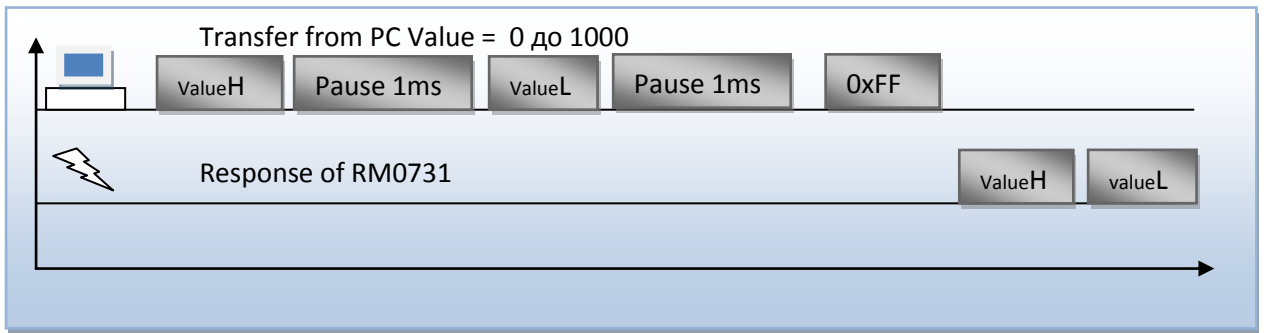 Transfer from PC Value = 0 до 1000
ValueH Pause 1ms ValueL Pause 1ms 0xFF
Response of RM0731
ValueH valueL